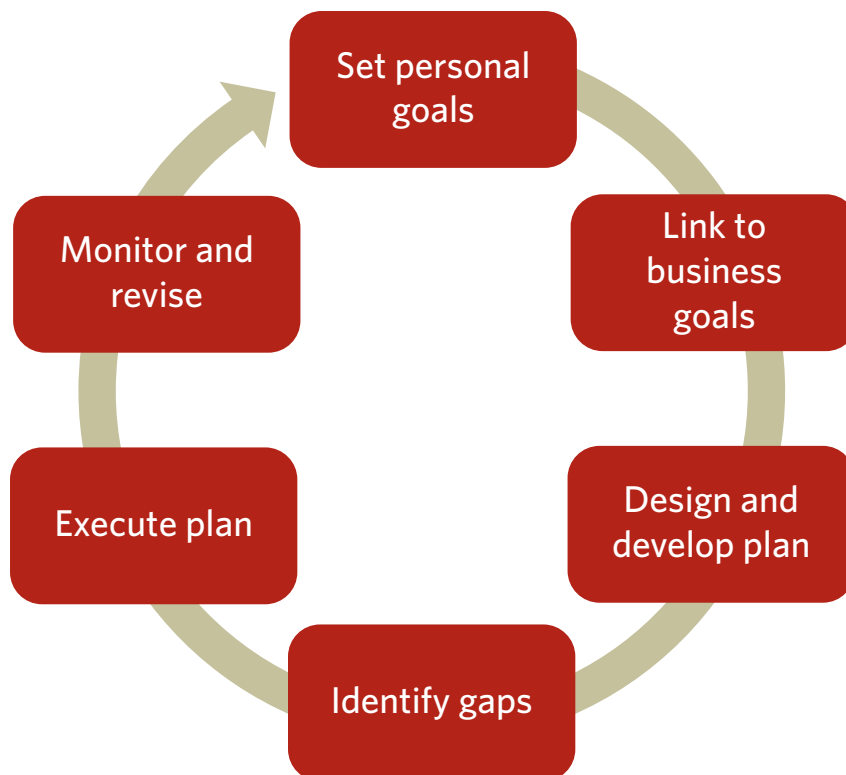 Set personal
goals
Link to
business
goals
Design and
develop plan
Identify gaps
Execute plan
Monitor and
revise